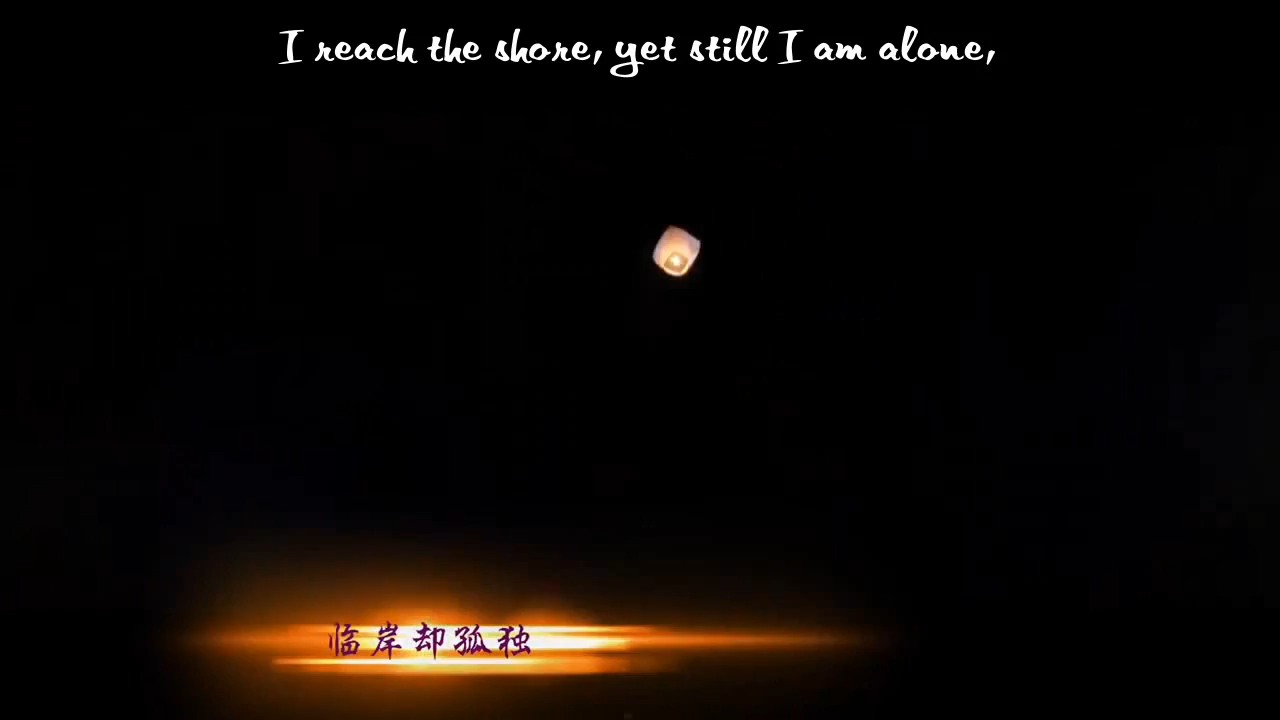 I reach the shore, yet still I am alone,
临岸却孤独